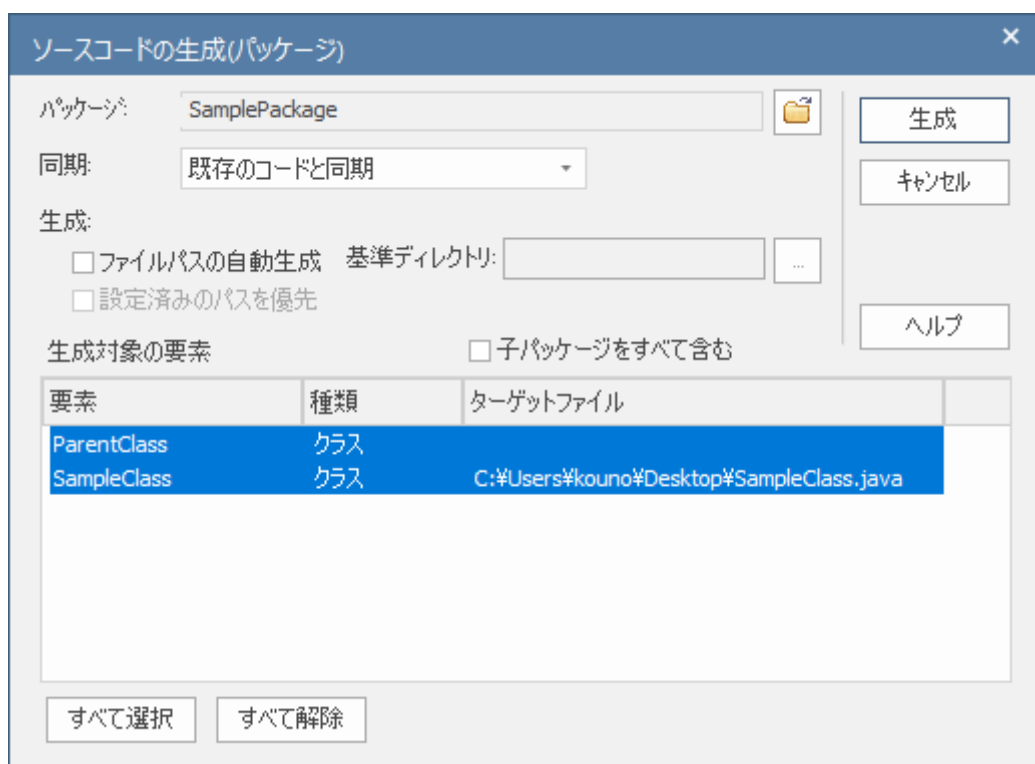 ソースコードの生成(パッケージ)
パッケージ: SamplePackage
生成
同期: 既存のコードと同期
キャンセル
生成:
ファイルパスの自動生成 基準ディレクトリ: ...
設定済みのパスを優先
ヘルプ
生成対象の要素 子パッケージをすべて含む
要素 種類 ターゲットファイル
ParentClass クラス
SampleClass クラス C:¥Users¥kouno¥Desktop¥SampleClass.java
すべて選択 すべて解除